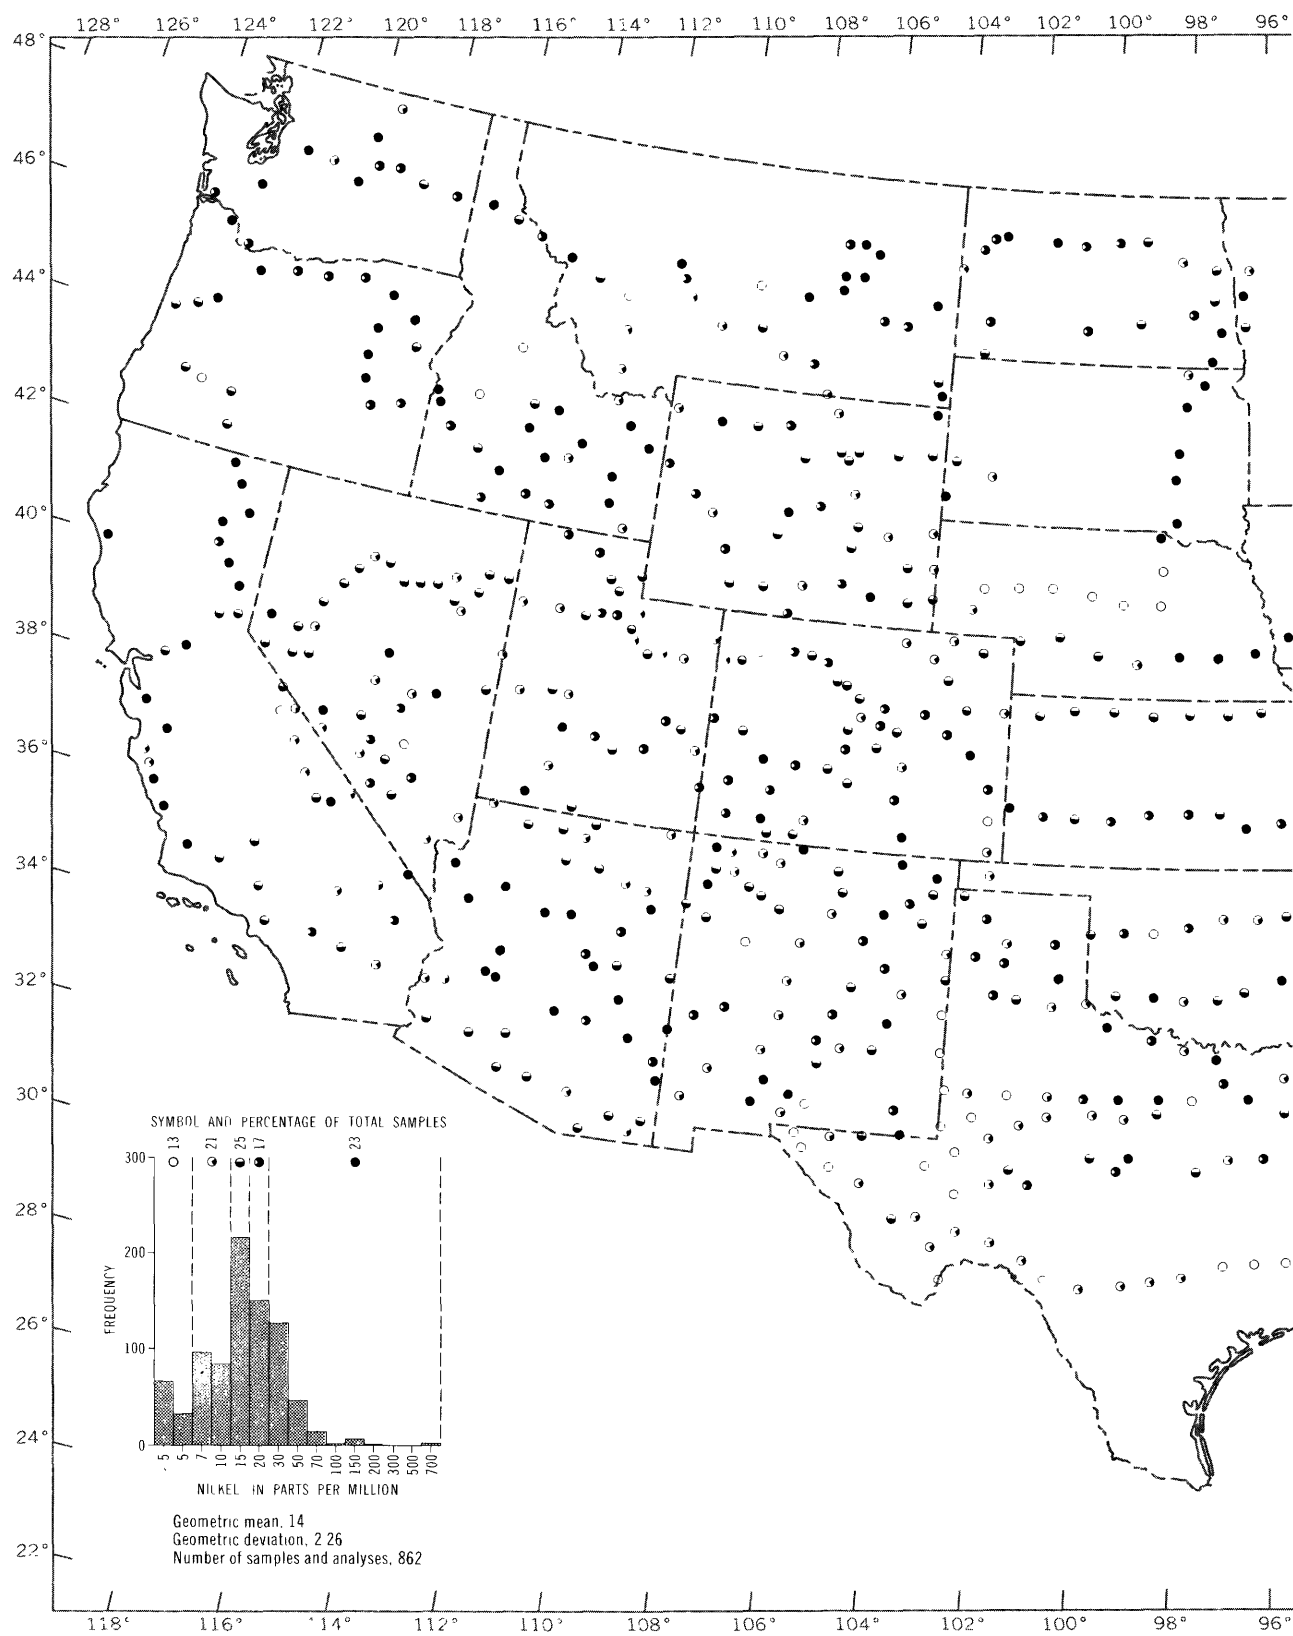 128° 126° 124° 122° 120° 118° 116° 114° 112° 110° 108° 106° 104° 102° 100° 98° 96°
48°
46°
44°
42°
40°
38°
36°
34°
32°
30°
28°
26°
24°
22°
SYMBOL AND PERCENTAGE OF TOTAL SAMPLES
13 21 25 17 23
300
200
100
0
FREQUENCY
5 5 7 10 15 20 30 50 70 100 150 200 300 500 700
NICKEL IN PARTS PER MILLION
Geometric mean, 14
Geometric deviation, 2 26
Number of samples and analyses, 862
118° 116° 114° 112° 110° 108° 106° 104° 102° 100° 98° 96°